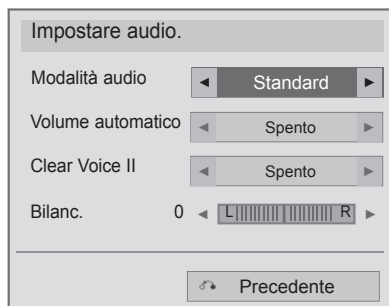 Impostare audio.
Modalità audio ◄ Standard ►
Volume automatico ◄ Spento ►
Clear Voice II ◄ Spento ►
Bilanc. 0 ◄ L R ►
Precedente